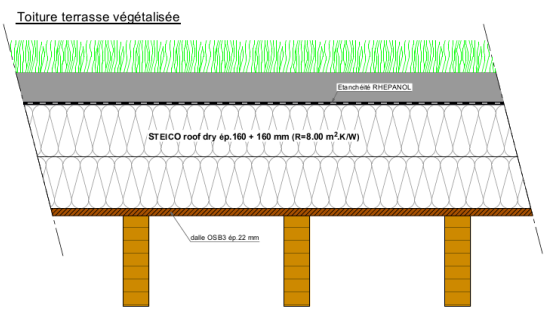 Toiture terrasse végétalisée
Etanchéité RHEPANOL
STEICO roof dry ép.160 + 160 mm (R=8.00 m².K/W)
dalle OSB3 ép.22 mm